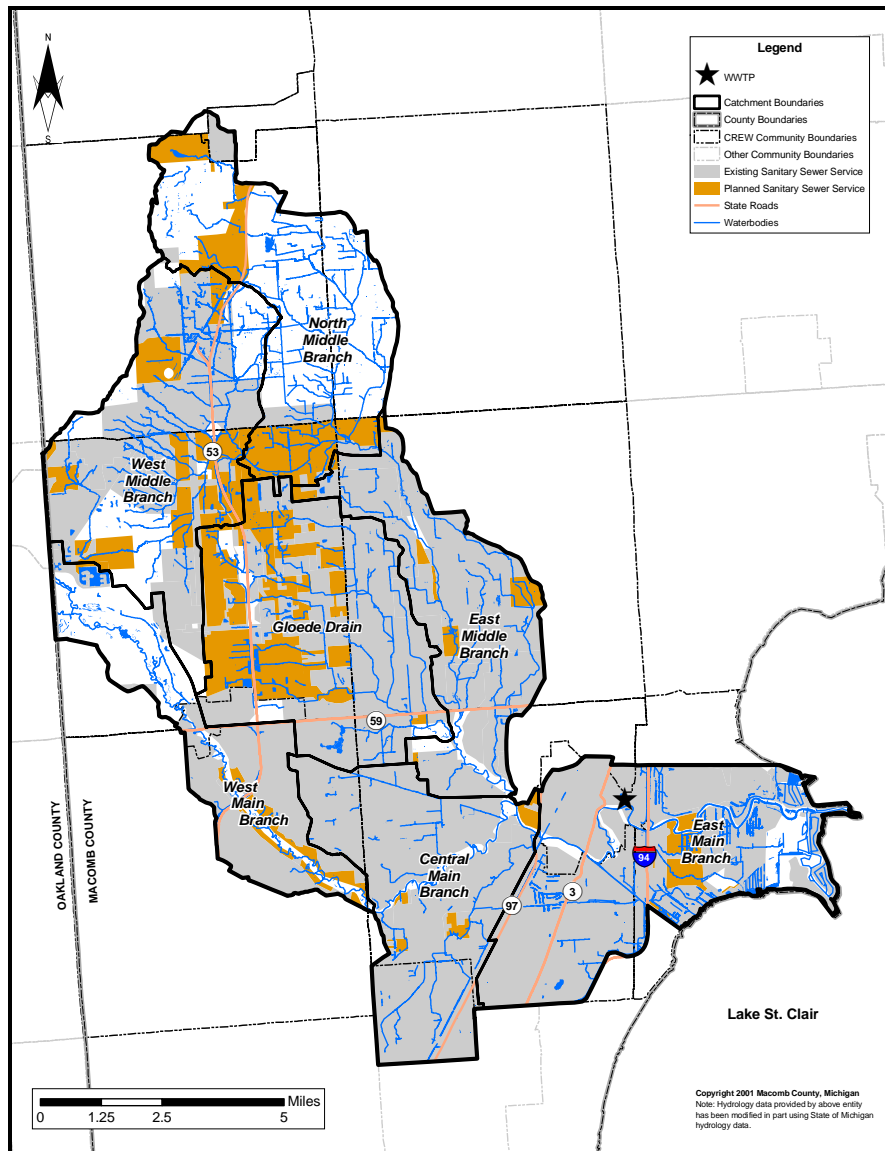 N
S
Legend
WWTP
Catchment Boundaries
County Boundaries
CREW Community Boundaries
Other Community Boundaries
Existing Sanitary Sewer Service
Planned Sanitary Sewer Service
State Roads
Waterbodies
North
Middle
Branch
53
West
Middle
Branch
Gloede Drain
East
Middle
Branch
59
West
Main
Branch
East
Main
Branch
Central
Main
Branch
94
3
97
OAKLAND COUNTY
MACOMB COUNTY
Lake St. Clair
Miles
0 1.25 2.5 5
Copyright 2001 Macomb County, Michigan
Note: Hydrology data provided by above entity
has been modified in part using State of Michigan
hydrology data.